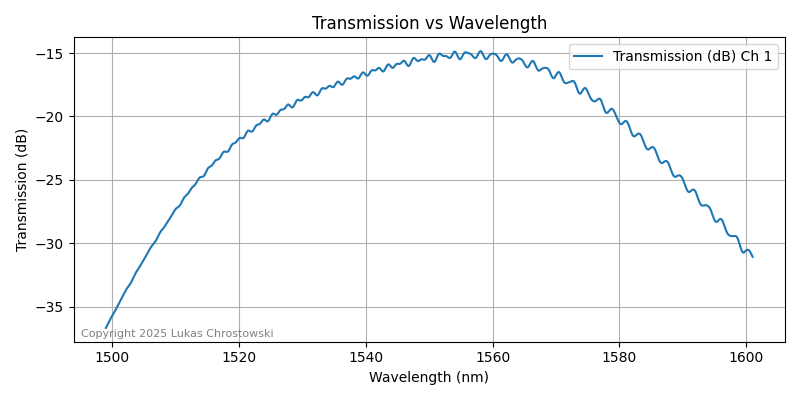 Transmission vs Wavelength
Transmission (dB) Ch 1
Transmission (dB)
−15
−20
−25
−30
−35
Copyright 2025 Lukas Chrostowski
1500 1520 1540 1560 1580 1600
Wavelength (nm)